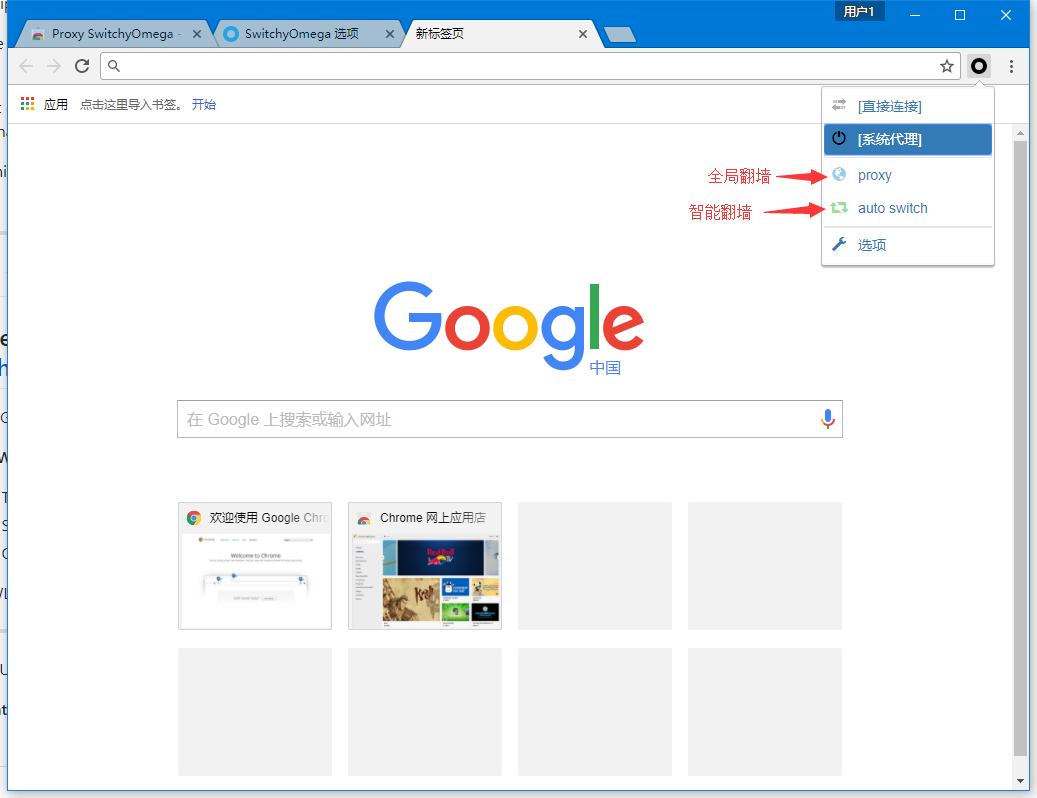 用户1
Proxy SwitchyOmega -
SwitchyOmega 选项
新标签页
应用 点击这里导入书签。 开始
[直接连接]
[系统代理]
全局翻墙 proxy
智能翻墙 auto switch
选项
Google
中国
在 Google 上搜索或输入网址
欢迎使用 Google Chro
Chrome 网上应用店
Welcome to Chrome
Red Bull
TV